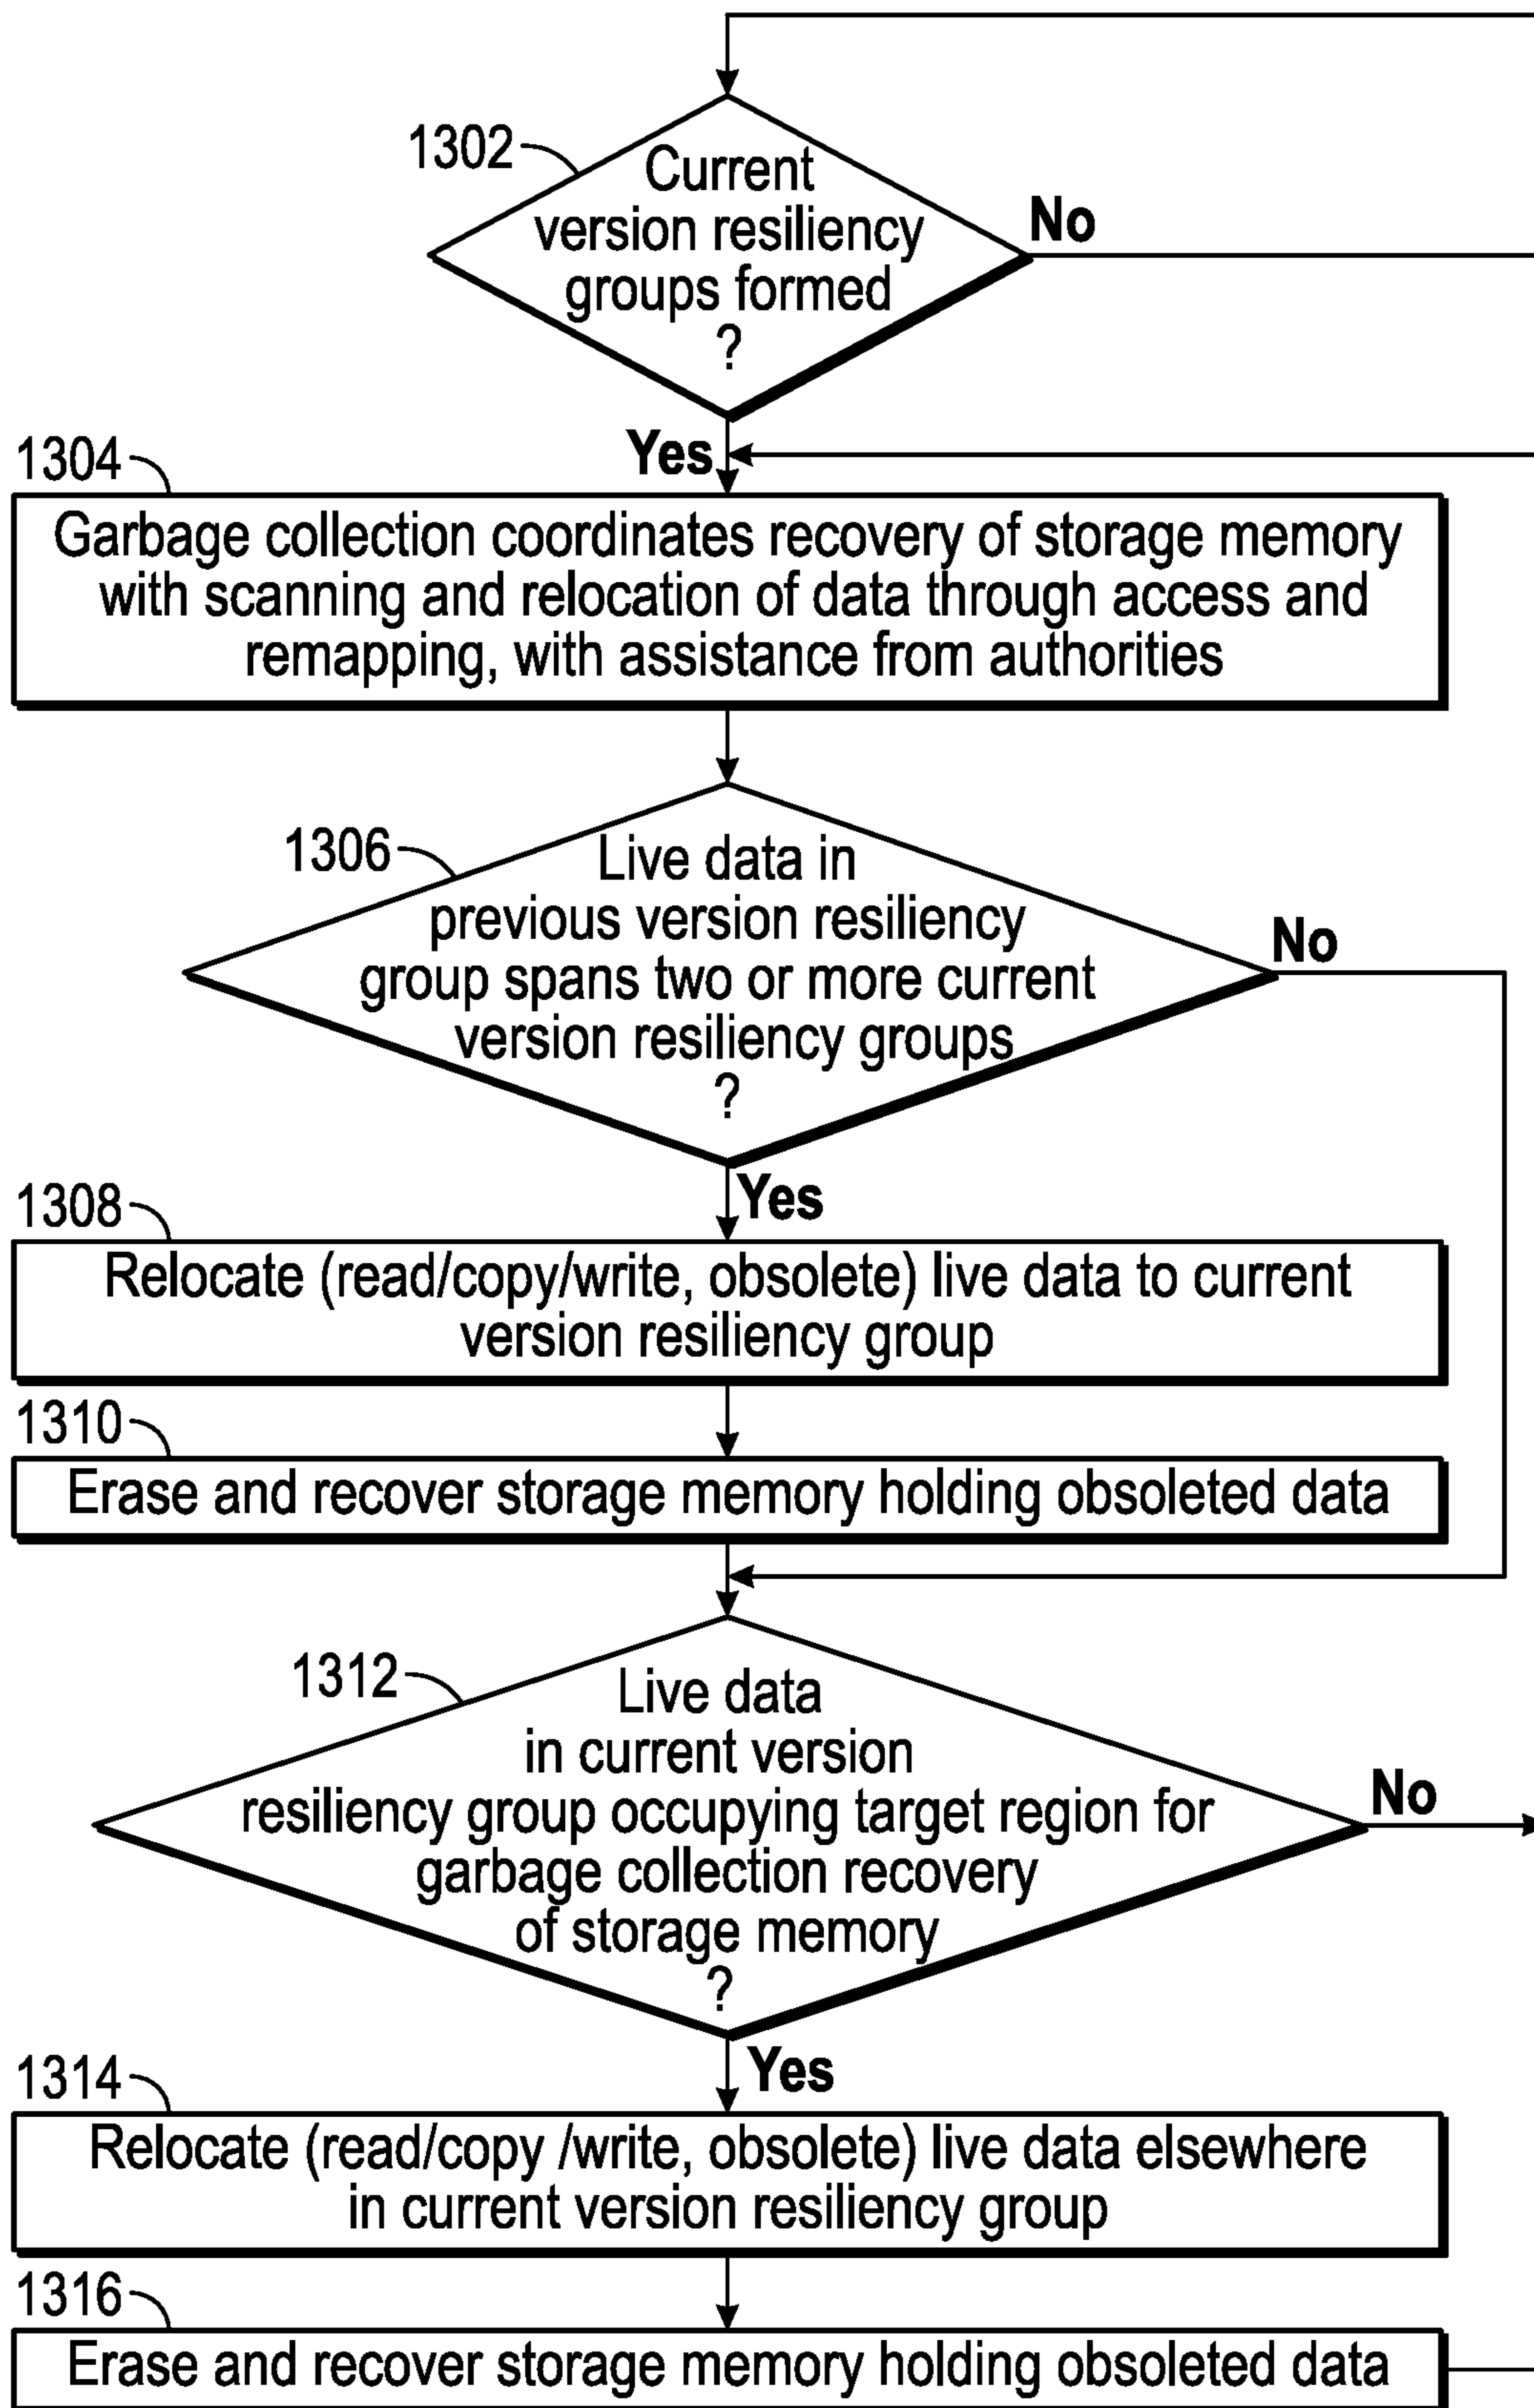 1302
Current
version resiliency
groups formed
?
No
Yes
1304
Garbage collection coordinates recovery of storage memory
with scanning and relocation of data through access and
remapping, with assistance from authorities
1306
Live data in
previous version resiliency
group spans two or more current
version resiliency groups
?
No
Yes
1308
Relocate (read/copy/write, obsolete) live data to current
version resiliency group
1310
Erase and recover storage memory holding obsoleted data
1312
Live data
in current version
resiliency group occupying target region for
garbage collection recovery
of storage memory
?
No
Yes
1314
Relocate (read/copy /write, obsolete) live data elsewhere
in current version resiliency group
1316
Erase and recover storage memory holding obsoleted data